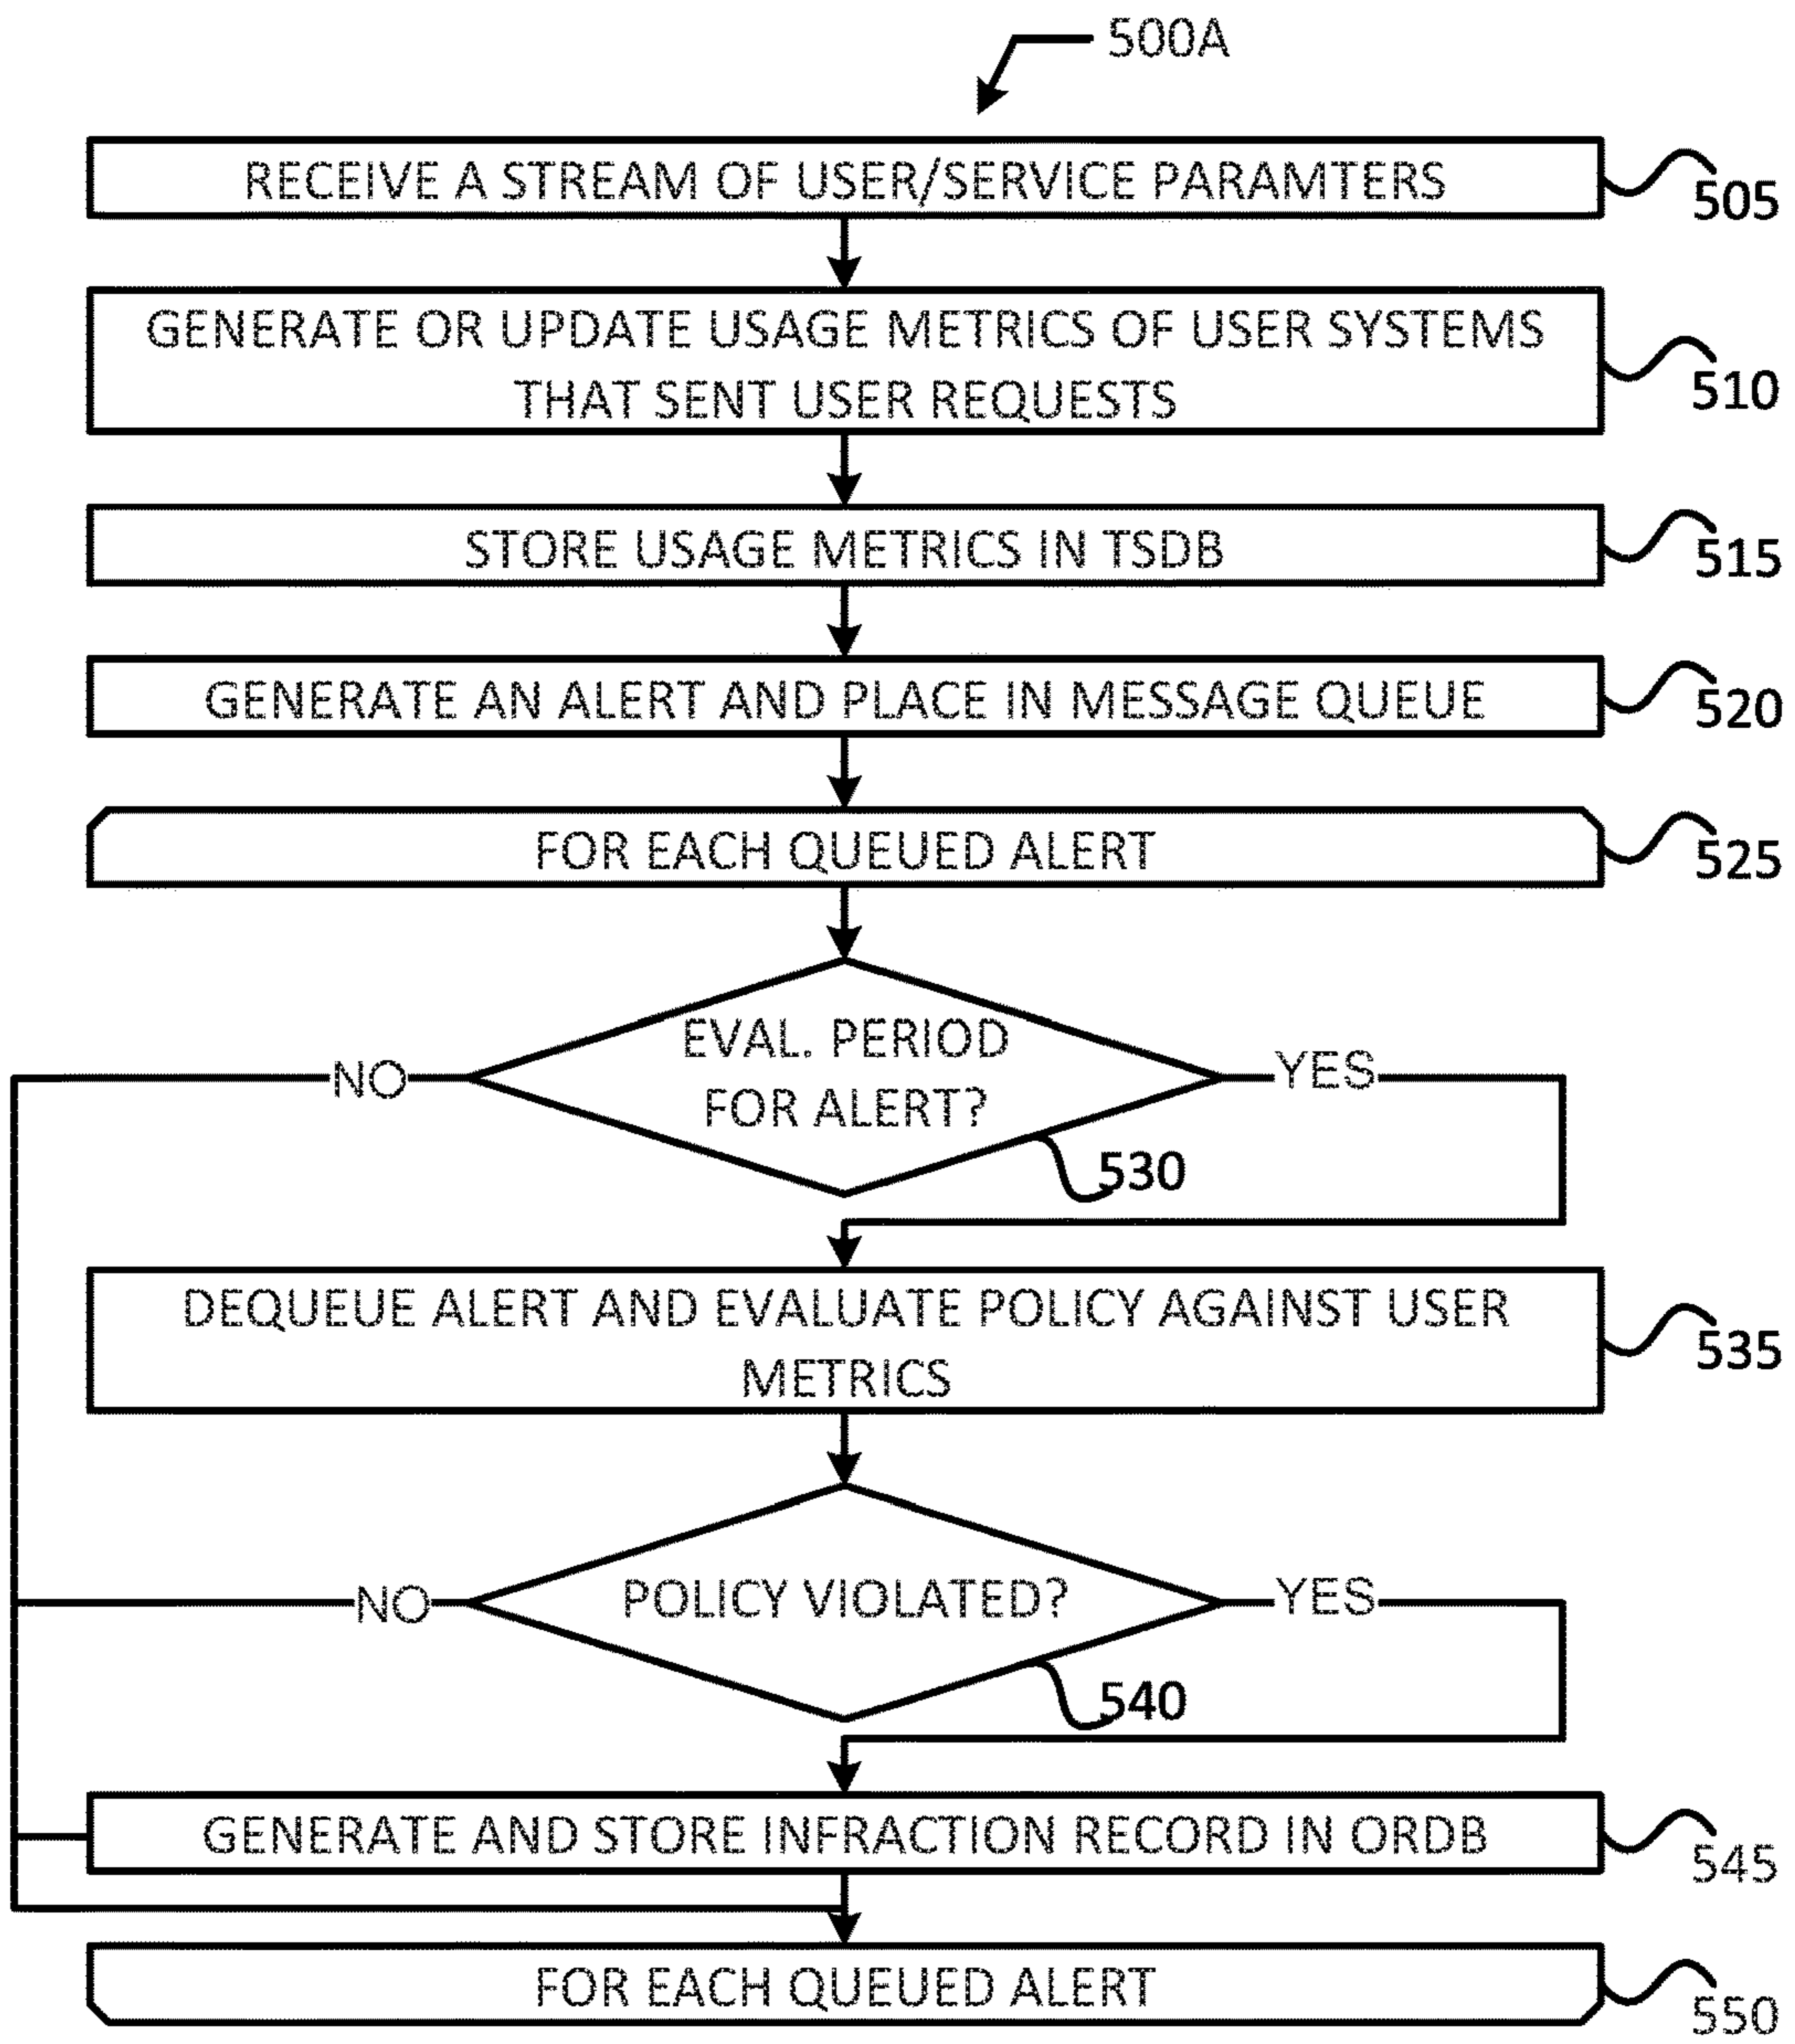 500A
RECEIVE A STREAM OF USER/SERVICE PARAMTERS
505
GENERATE OR UPDATE USAGE METRICS OF USER SYSTEMS
THAT SENT USER REQUESTS
510
STORE USAGE METRICS IN TSDB
515
GENERATE AN ALERT AND PLACE IN MESSAGE QUEUE
520
FOR EACH QUEUED ALERT
525
EVAL. PERIOD
FOR ALERT?
NO
YES
530
DEQUEUE ALERT AND EVALUATE POLICY AGAINST USER
METRICS
535
POLICY VIOLATED?
NO
YES
540
GENERATE AND STORE INFRACTION RECORD IN ORDB
545
FOR EACH QUEUED ALERT
550